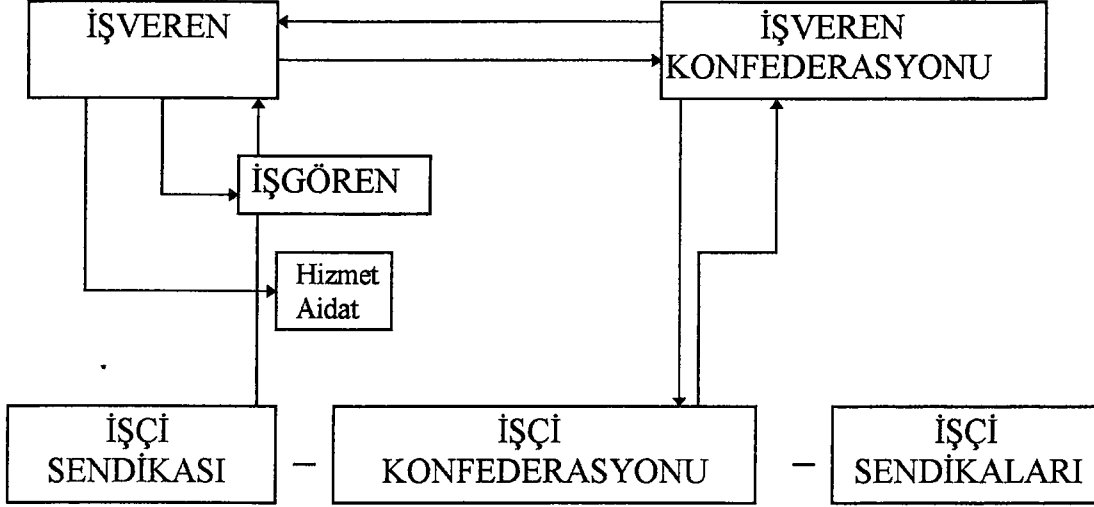 İŞVEREN
İŞVEREN
KONFEDERASYONU
İŞGÖREN
Hizmet
Aidat
İŞÇİ
SENDİKASI
–
İŞÇİ
KONFEDERASYONU
–
İŞÇİ
SENDİKALARI